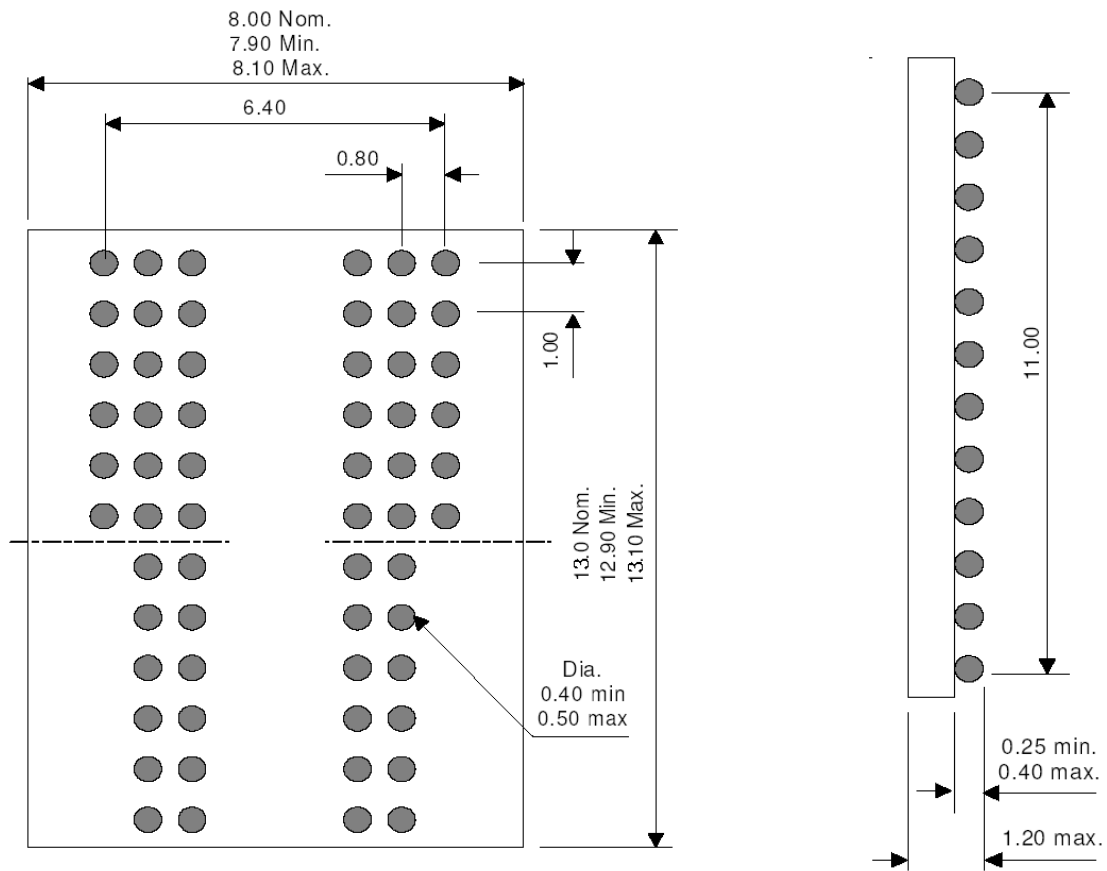 8.00 Nom.
7.90 Min.
8.10 Max.
6.40
0.80
1.00
13.0 Nom.
12.90 Min.
13.10 Max.
Dia.
0.40 min
0.50 max
11.00
0.25 min.
0.40 max.
1.20 max.